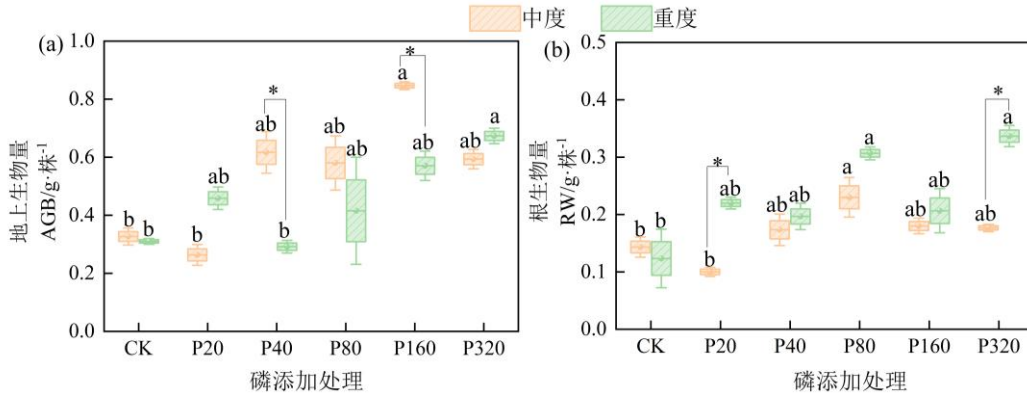 中度 重度
(a)
地上生物量
AGB/g·株⁻¹
1.0
0.8
0.6
0.4
0.2
0.0
b b b ab ab b ab ab a ab ab a
* *
CK P20 P40 P80 P160 P320
磷添加处理
(b)
根生物量
RW/g·株⁻¹
0.5
0.4
0.3
0.2
0.1
0.0
b b b ab ab ab a a ab ab ab a
* *
CK P20 P40 P80 P160 P320
磷添加处理